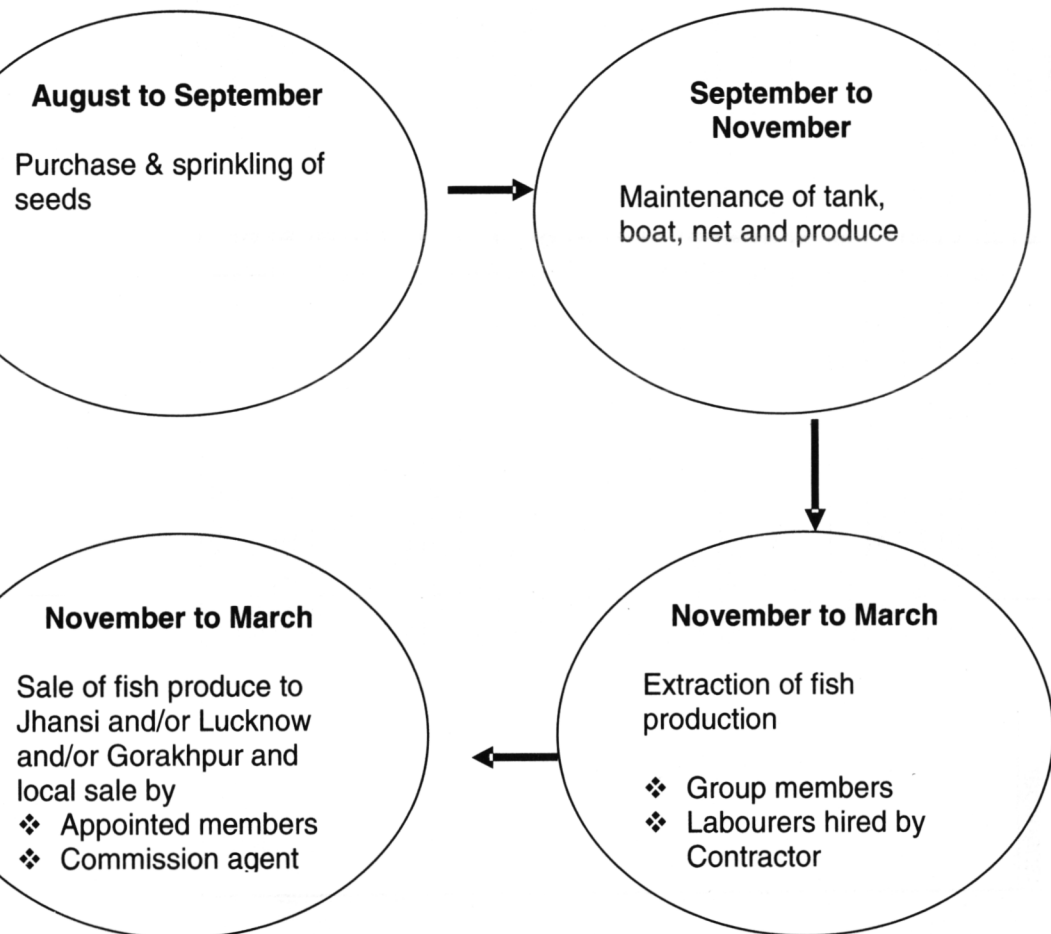 August to September
Purchase & sprinkling of
seeds
September to
November
Maintenance of tank,
boat, net and produce
November to March
Extraction of fish
production
❖ Group members
❖ Labourers hired by
Contractor
November to March
Sale of fish produce to
Jhansi and/or Lucknow
and/or Gorakhpur and
local sale by
❖ Appointed members
❖ Commission agent